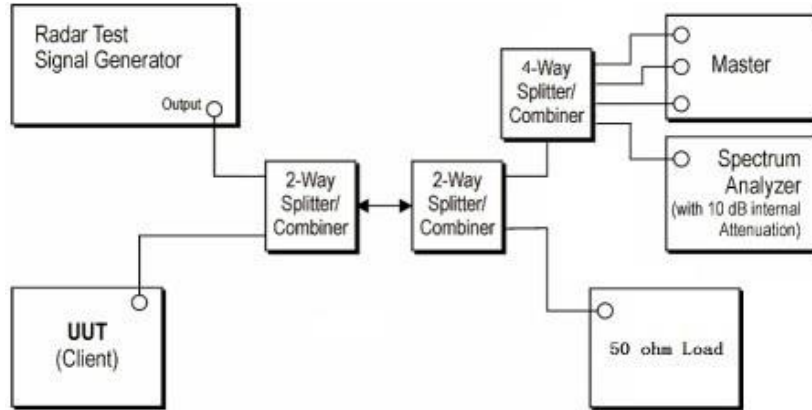 Radar Test
Signal Generator
Output
4-Way
Splitter/
Combiner
Master
2-Way
Splitter/
Combiner
2-Way
Splitter/
Combiner
Spectrum
Analyzer
(with 10 dB internal
Attenuation)
UUT
(Client)
50 ohm Load